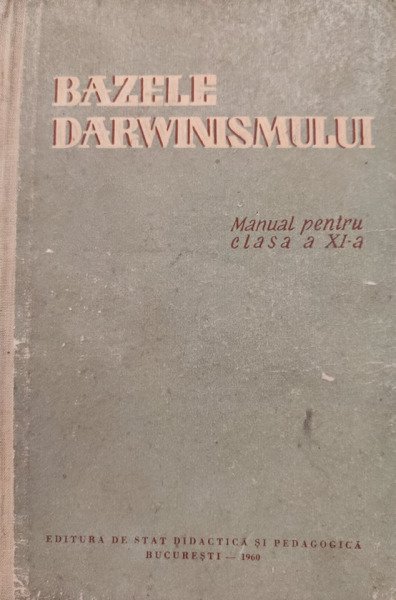 BAZELE
DARWINISMULUI
Manual pentru
clasa a XI-a
EDITURA DE STAT DIDACTICĂ ȘI PEDAGOGICĂ
BUCUREȘTI — 1960